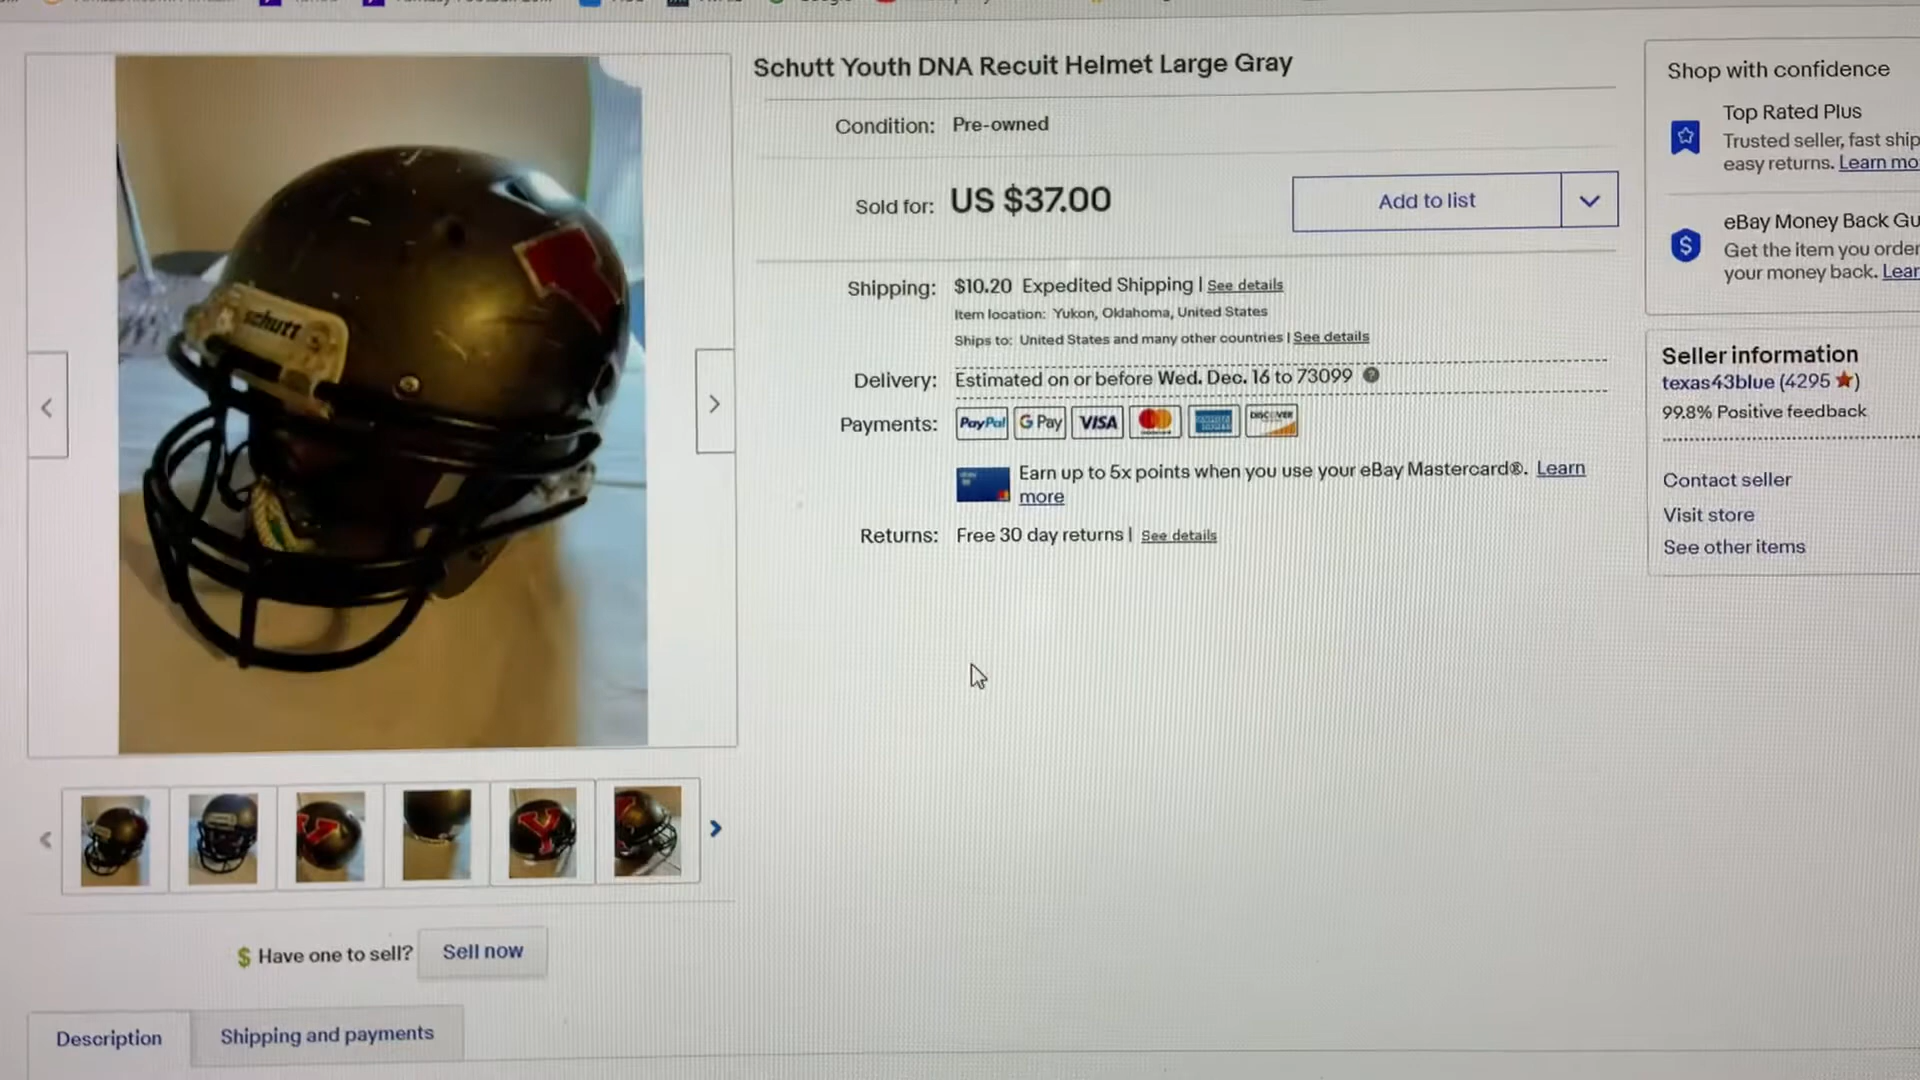 Schutt Youth DNA Recuit Helmet Large Gray
Condition: Pre-owned
Sold for: US $37.00
Add to list
Shipping: $10.20 Expedited Shipping | See details
Item location: Yukon, Oklahoma, United States
Ships to: United States and many other countries | See details
Delivery: Estimated on or before Wed. Dec. 16 to 73099
Payments: PayPal G Pay VISA DISCOVER
Earn up to 5x points when you use your eBay Mastercard®. Learn
more
Returns: Free 30 day returns | See details
Shop with confidence
Top Rated Plus
Trusted seller, fast ship
easy returns. Learn mo
eBay Money Back Gu
Get the item you order
your money back. Lear
Seller information
texas43blue (4295 ★)
99.8% Positive feedback
Contact seller
Visit store
See other items
schutt
Y
$ Have one to sell? Sell now
Description
Shipping and payments